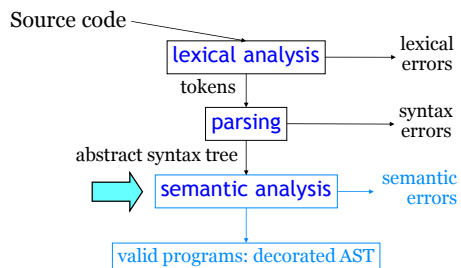 Source code
lexical analysis
lexical
errors
tokens
parsing
syntax
errors
abstract syntax tree
semantic analysis
semantic
errors
valid programs: decorated AST